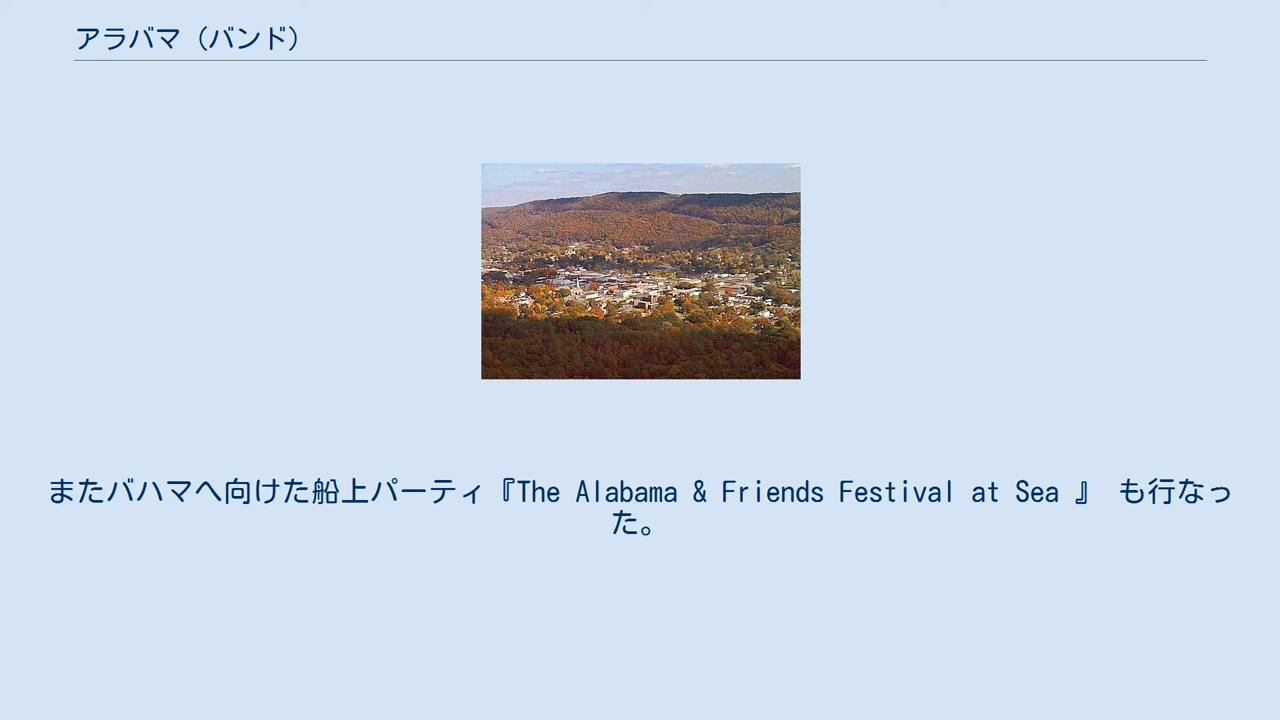 アラバマ（バンド）
またバハマへ向けた船上パーティ『The Alabama & Friends Festival at Sea 』 も行なっ
た。